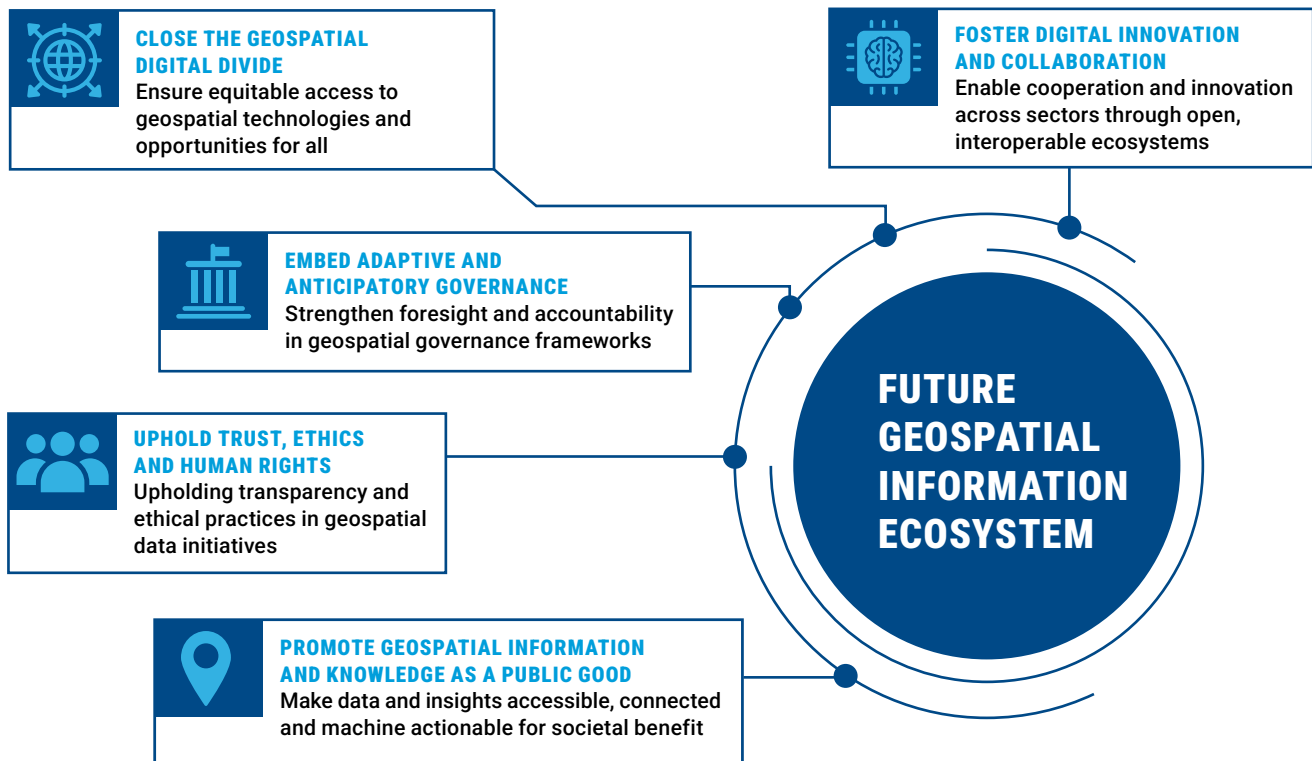 CLOSE THE GEOSPATIAL
DIGITAL DIVIDE
Ensure equitable access to
geospatial technologies and
opportunities for all
FOSTER DIGITAL INNOVATION
AND COLLABORATION
Enable cooperation and innovation
across sectors through open,
interoperable ecosystems
EMBED ADAPTIVE AND
ANTICIPATORY GOVERNANCE
Strengthen foresight and accountability
in geospatial governance frameworks
UPHOLD TRUST, ETHICS
AND HUMAN RIGHTS
Upholding transparency and
ethical practices in geospatial
data initiatives
PROMOTE GEOSPATIAL INFORMATION
AND KNOWLEDGE AS A PUBLIC GOOD
Make data and insights accessible, connected
and machine actionable for societal benefit
FUTURE
GEOSPATIAL
INFORMATION
ECOSYSTEM